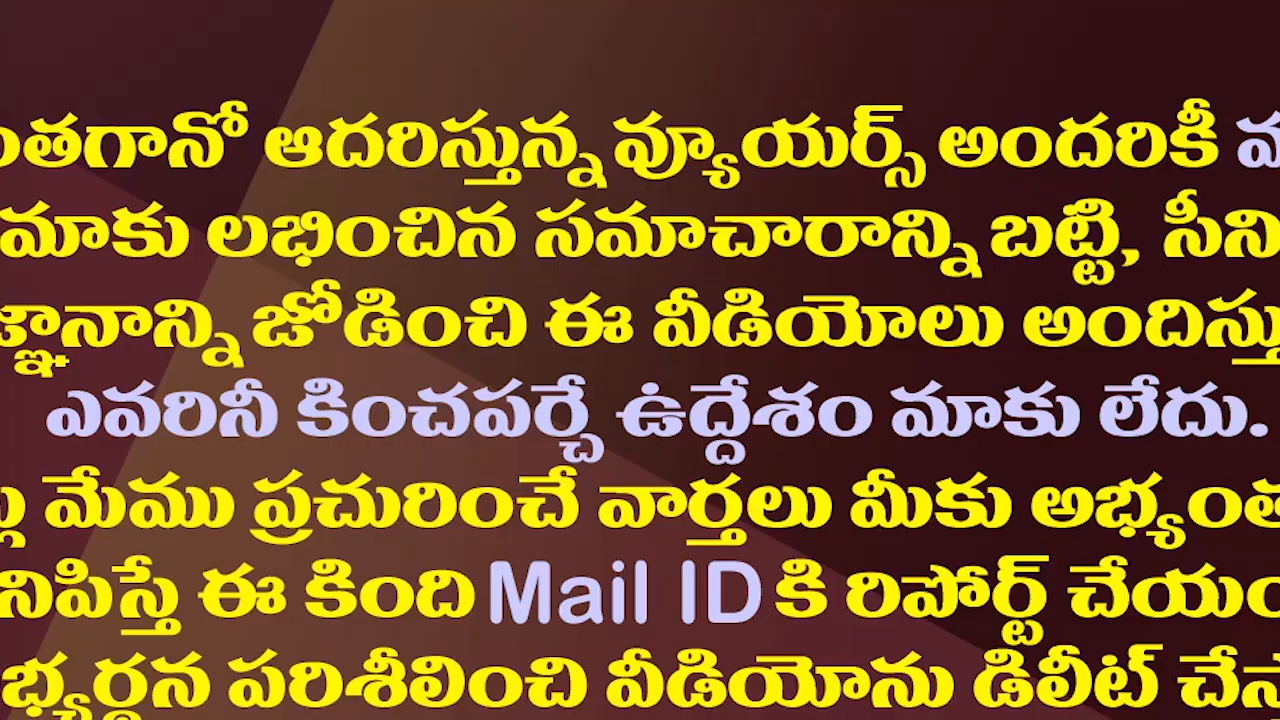 ంతగానో ఆదరిస్తున్న వ్యూయర్స్ అందరికీ
మాకు లభించిన సమాచారాన్ని బట్టి, సీని
జ్ఞానాన్ని జోడించి ఈ వీడియోలు అందిస్తు
ఎవరినీ కించపర్చే ఉద్దేశం మాకు లేదు.
మేము ప్రచురించే వార్తలు మీకు అభ్యంత
నిపిస్తే ఈ కింది Mail ID కి రిపోర్ట్ చేయం
భ్యర్థన పరిశీలించి వీడియోను డిలీట్ చేస